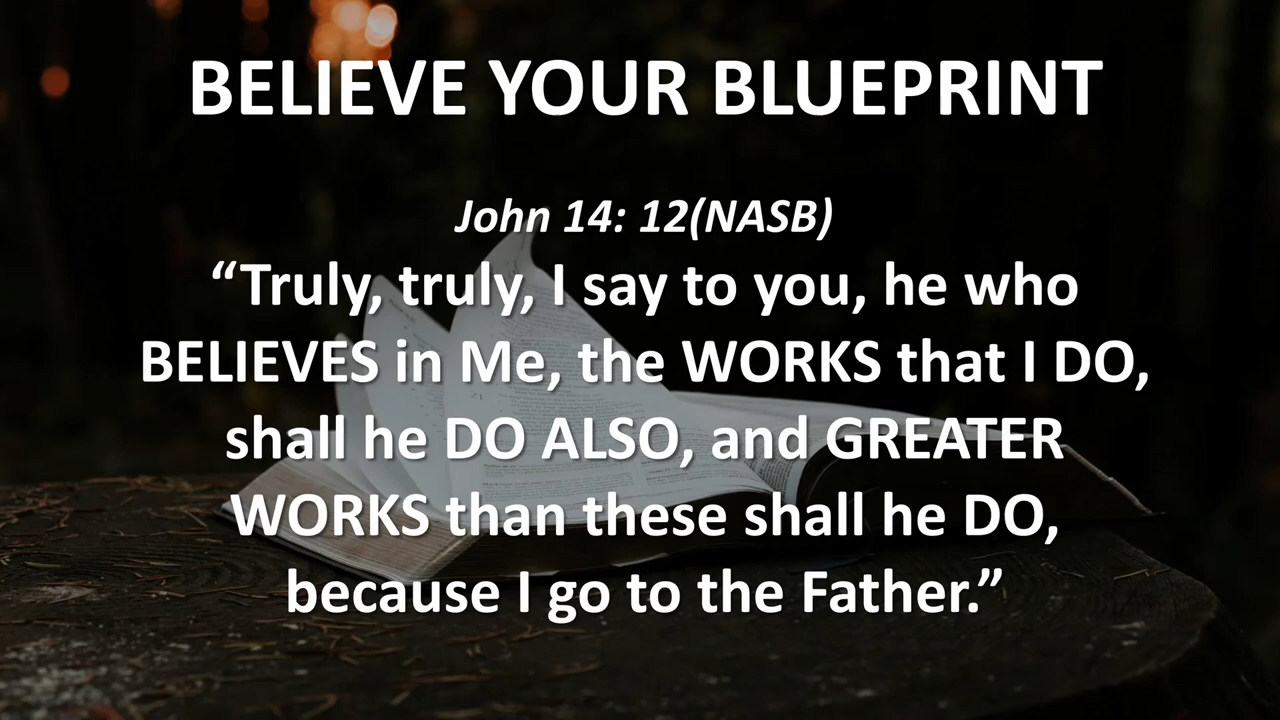 BELIEVE YOUR BLUEPRINT
John 14: 12(NASB)
“Truly, truly, I say to you, he who
BELIEVES in Me, the WORKS that I DO,
shall he DO ALSO, and GREATER
WORKS than these shall he DO,
because I go to the Father.”